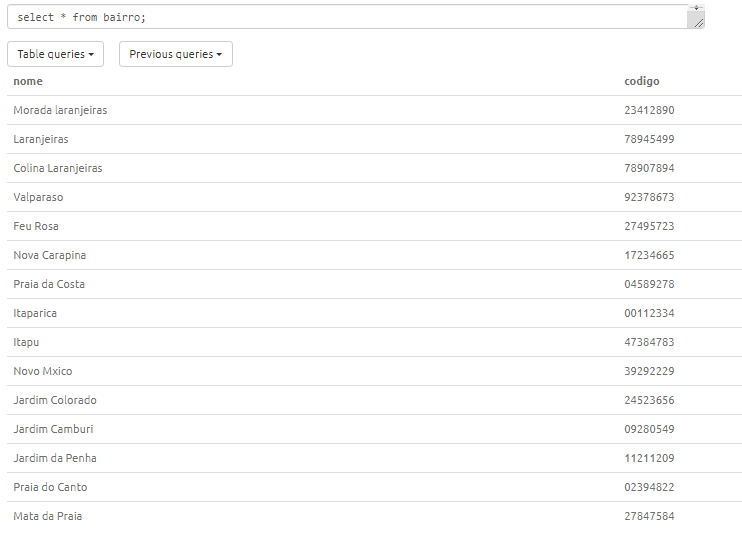 select * from bairro;
Table queries Previous queries
nome codigo
Morada laranjeiras 23412890
Laranjeiras 78945499
Colina Laranjeiras 78907894
Valparaso 92378673
Feu Rosa 27495723
Nova Carapina 17234665
Praia da Costa 04589278
Itaparica 00112334
Itapu 47384783
Novo Mxico 39292229
Jardim Colorado 24523656
Jardim Camburi 09280549
Jardim da Penha 11211209
Praia do Canto 02394822
Mata da Praia 27847584